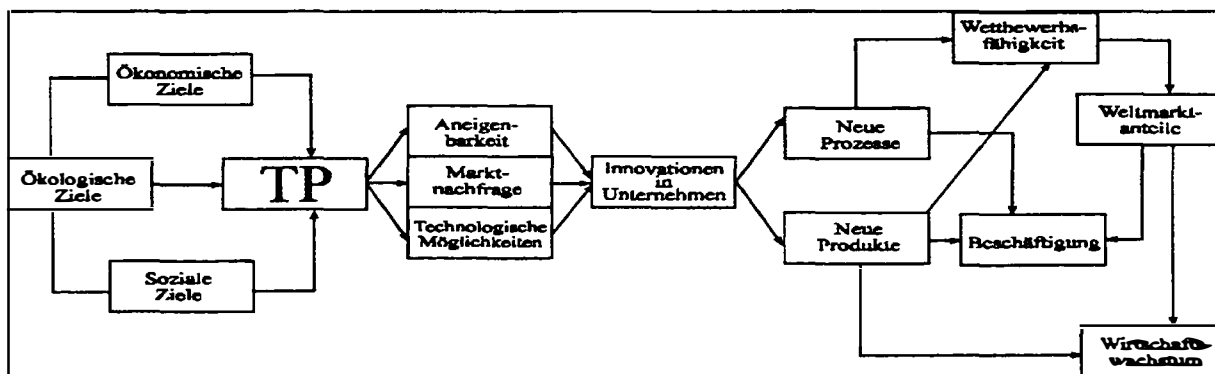 Ökonomische
Ziele
Ökologische
Ziele
Soziale
Ziele
TP
Aneigen-
barkeit
Markt-
nachfrage
Technologische
Möglichkeiten
Innovationen
in
Unternehmen
Neue
Prozesse
Neue
Produkte
Wettbewerbs-
fähigkeit
Beschäftigung
Weltmarkt-
anteile
Wirtschafts-
wachstum